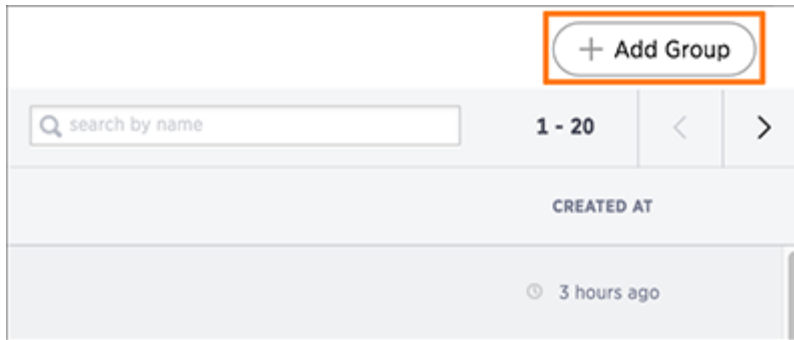 + Add Group
search by name
1 - 20
CREATED AT
3 hours ago